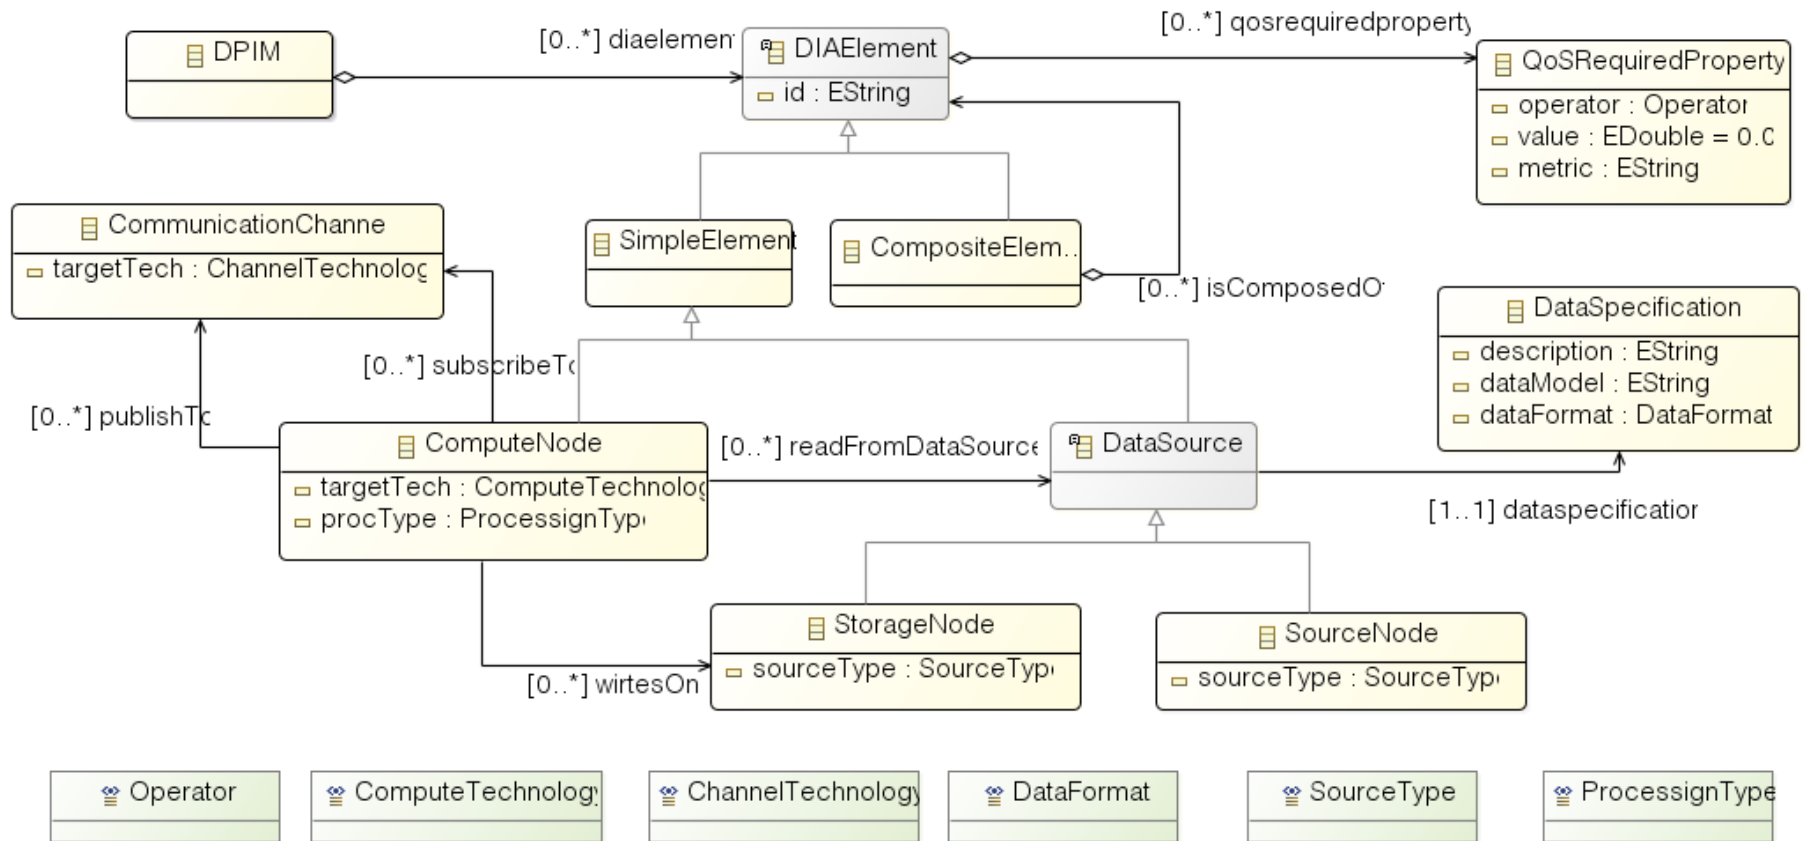 [0..*] qosrequiredproperty
[0..*] diaelemen
DPIM
DIAElement
id : EString
QoSRequiredProperty
operator : Operator
value : EDouble = 0.0
metric : EString
CommunicationChanne
targetTech : ChannelTechnolog
SimpleElement
CompositeElem...
[0..*] isComposedO
DataSpecification
description : EString
dataModel : EString
dataFormat : DataFormat
[0..*] subscribeTo
[0..*] publishTo
ComputeNode
targetTech : ComputeTechnolog
procType : ProcessignType
[0..*] readFromDataSource
DataSource
[1..1] dataspecification
StorageNode
sourceType : SourceType
SourceNode
sourceType : SourceType
[0..*] wirtesOn
Operator
ComputeTechnology
ChannelTechnology
DataFormat
SourceType
ProcessignType